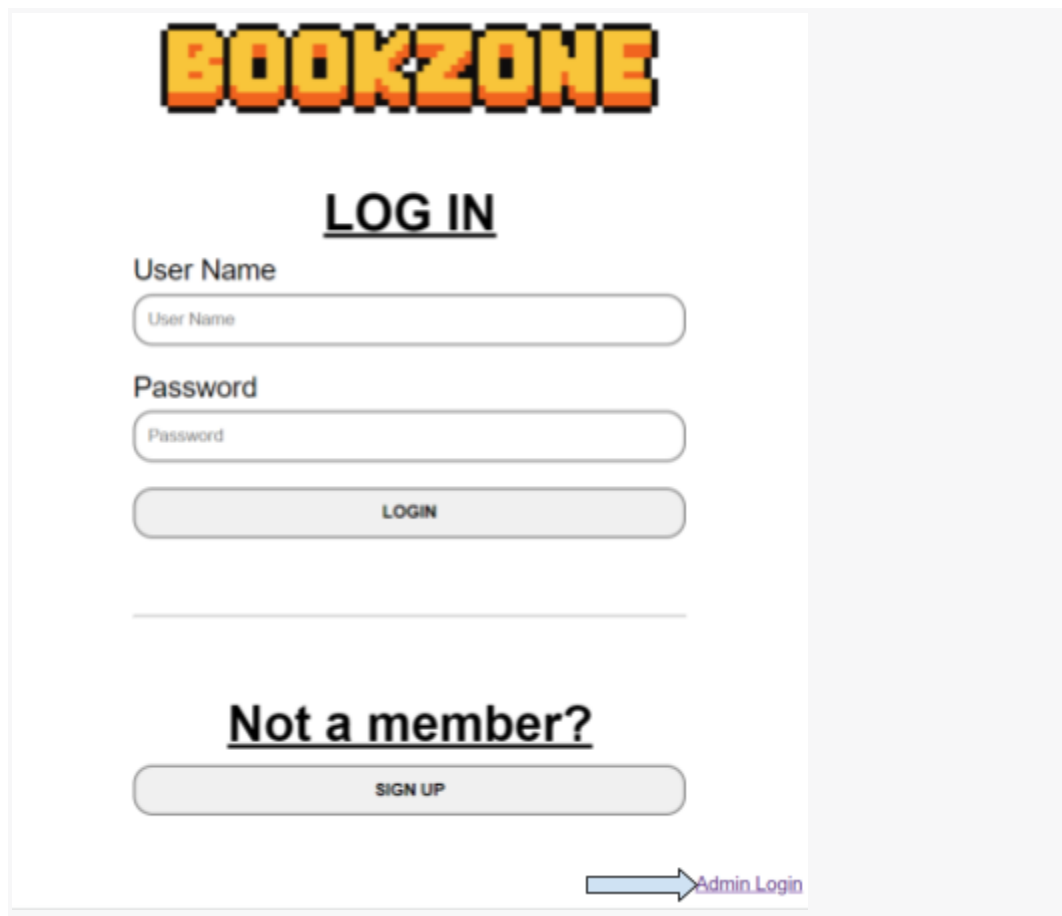 BOOKZONE
LOG IN
User Name
User Name
Password
Password
LOGIN
Not a member?
SIGN UP
Admin Login